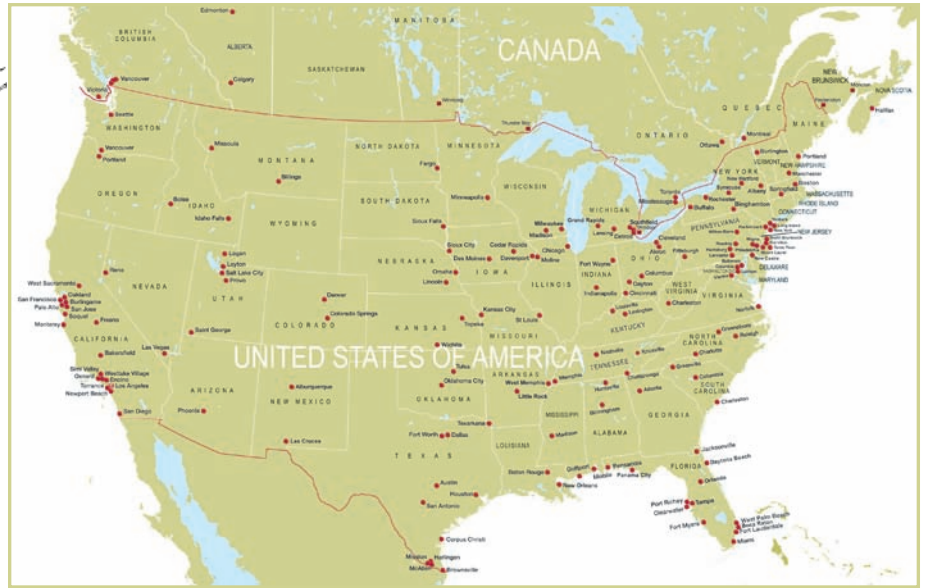 Edmonton
MANITOBA
BRITISH
COLUMBIA
ALBERTA
CANADA
SASKATCHEWAN
Calgary
Vancouver
Victoria
NEW
BRUNSWICK
NOVA SCOTIA
Halifax
QUEBEC
MAINE
Winnipeg
Thunder Bay
ONTARIO
Montreal
Ottawa
Seattle
WASHINGTON
Vancouver
Portland
Missoula
MONTANA
NORTH DAKOTA
MINNESOTA
Fargo
Billings
Burlington
VERMONT
NEW HAMPSHIRE
Portland
Manchester
Boston
MASSACHUSETTE
RHODE ISLAND
CONNECTICUT
NEW YORK
Syracuse
Albany
Springfield
Rochester
Binghamton
Buffalo
Toronto
Mississauga
OREGON
IDAHO
Boise
Idaho Falls
WYOMING
SOUTH DAKOTA
Minneapolis
WISCONSIN
MICHIGAN
Sioux Falls
Milwaukee
Madison
Grand Rapids
Lansing
Southfield
Detroit
Cleveland
PENNSYLVANIA
NEW JERSEY
Logan
Layton
Salt Lake City
Provo
Sioux City
Cedar Rapids
Des Moines
Davenport
Moline
Chicago
NEBRASKA
IOWA
Omaha
Lincoln
Fort Wayne
OHIO
Pittsburgh
INDIANA
ILLINOIS
Indianapolis
Columbus
Dayton
Cincinnati
WEST
VIRGINIA
VIRGINIA
Charleston
DELAWARE
MARYLAND
Norfolk
Reno
NEVADA
UTAH
West Sacramento
San Francisco
Oakland
Burlingame
Palo Alto
San Jose
Soquel
Monterey
Fresno
Denver
Colorado Springs
COLORADO
KANSAS
Kansas City
Topeka
St Louis
Louisville
Lexington
KENTUCKY
MISSOURI
Saint George
CALIFORNIA
Bakersfield
Las Vegas
UNITED STATES OF AMERICA
Wichita
Tulsa
Nashville
Knoxville
NORTH
CAROLINA
Greensboro
Raleigh
Charlotte
TENNESSEE
Chattanooga
Greenville
Columbia
SOUTH
CAROLINA
Charleston
Simi Valley
Westlake Village
Oxnard
Encino
Torrance
Los Angeles
Newport Beach
San Diego
ARIZONA
Phoenix
Albuquerque
NEW MEXICO
Las Cruces
Oklahoma City
OKLAHOMA
ARKANSAS
West Memphis
Memphis
Little Rock
Huntsville
Atlanta
Birmingham
GEORGIA
ALABAMA
MISSISSIPPI
Madison
Texarkana
Fort Worth
Dallas
TEXAS
LOUISIANA
Baton Rouge
New Orleans
Gulfport
Mobile
Pensacola
Panama City
Jacksonville
FLORIDA
Daytona Beach
Orlando
Port Richey
Tampa
Clearwater
Fort Myers
West Palm Beach
Boca Raton
Fort Lauderdale
Miami
Austin
Houston
San Antonio
Corpus Christi
Mission
Harlingen
McAllen
Brownsville